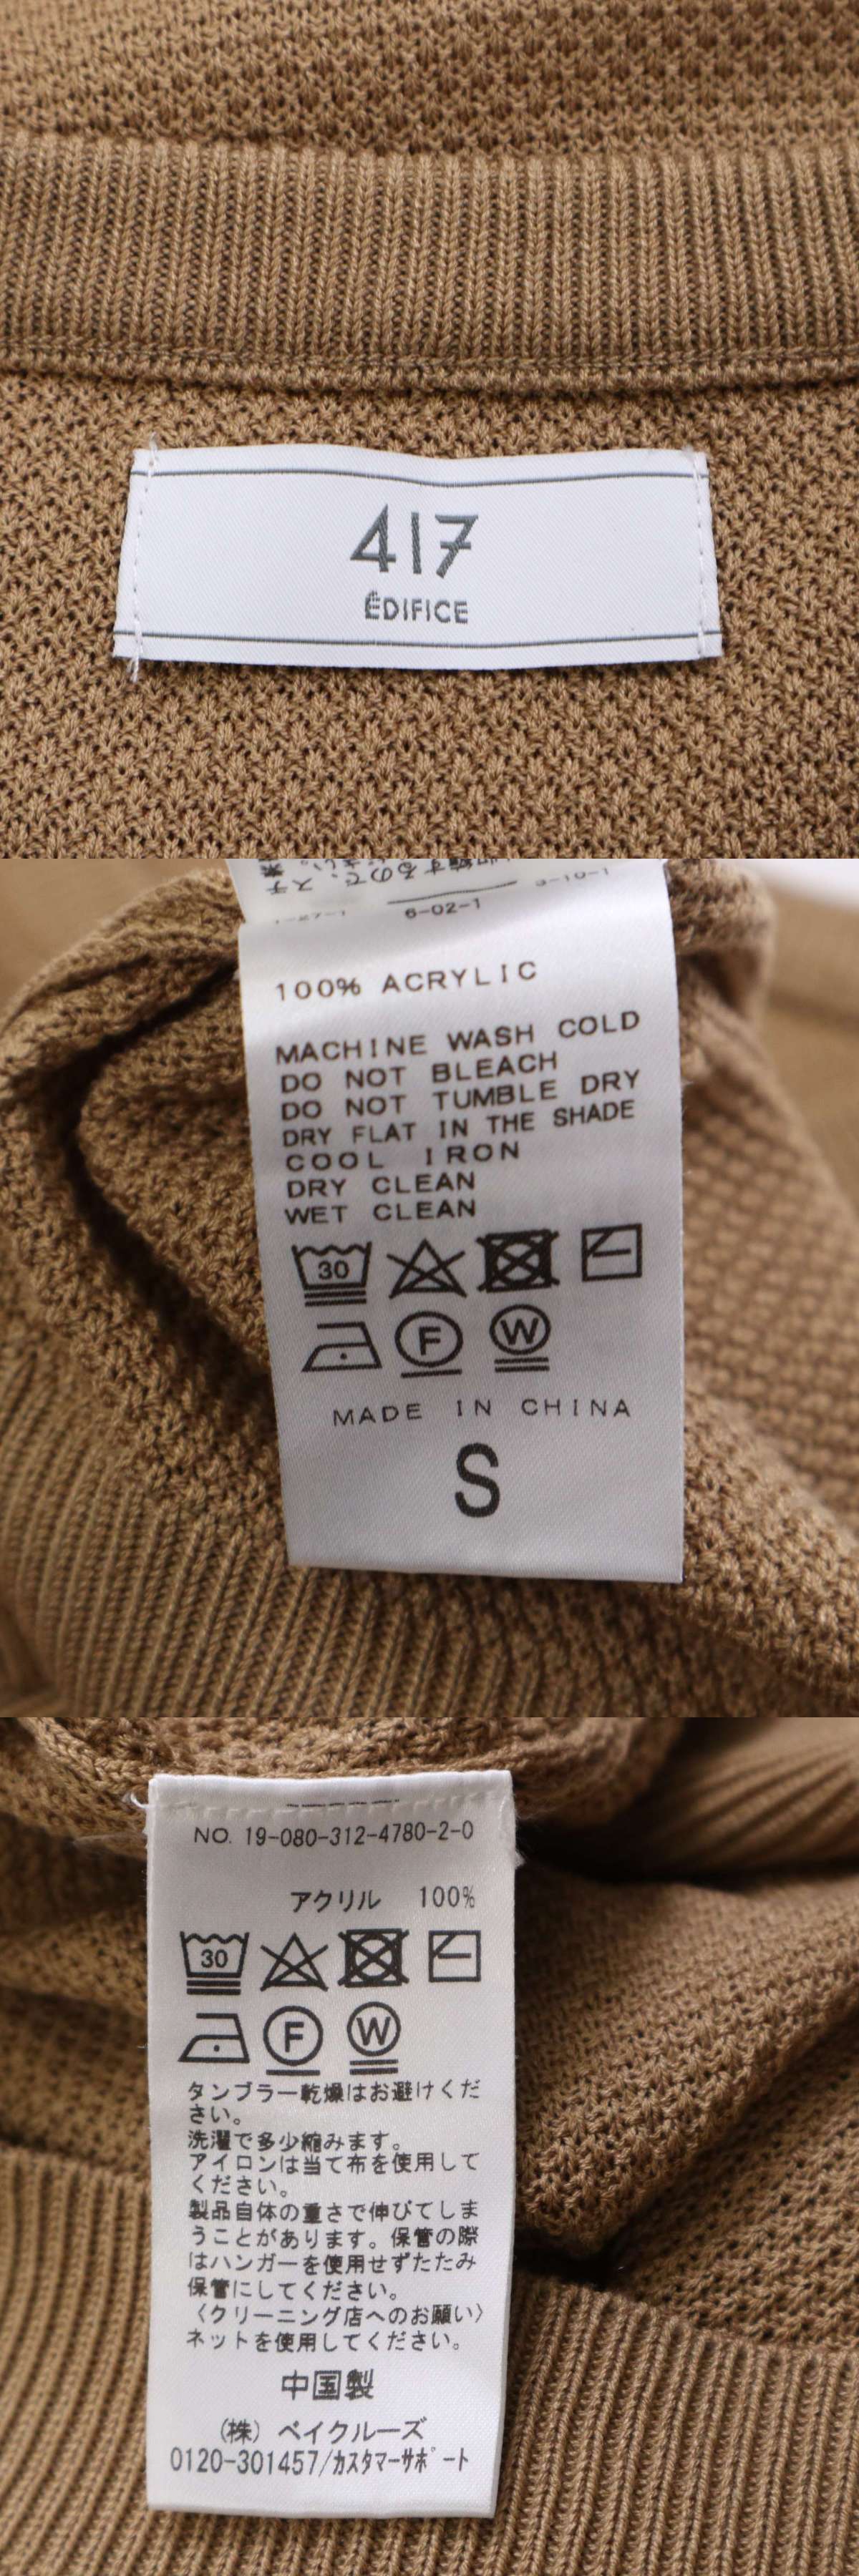 417
ÉDIFICE
6-02-1
100% ACRYLIC
MACHINE WASH COLD
DO NOT BLEACH
DO NOT TUMBLE DRY
DRY FLAT IN THE SHADE
COOL IRON
DRY CLEAN
WET CLEAN
30
F W
MADE IN CHINA
S
NO. 19-080-312-4780-2-0
アクリル 100%
30
F W
タンブラー乾燥はお避けくだ
さい。
洗濯で多少縮みます。
アイロンは当て布を使用して
ください。
製品自体の重さで伸びてしま
うことがあります。保管の際
はハンガーを使用せずたたみ
保管にしてください。
〈クリーニング店へのお願い〉
ネットを使用してください。
中国製
(株) ベイクルーズ
0120-301457/カスタマーサポート